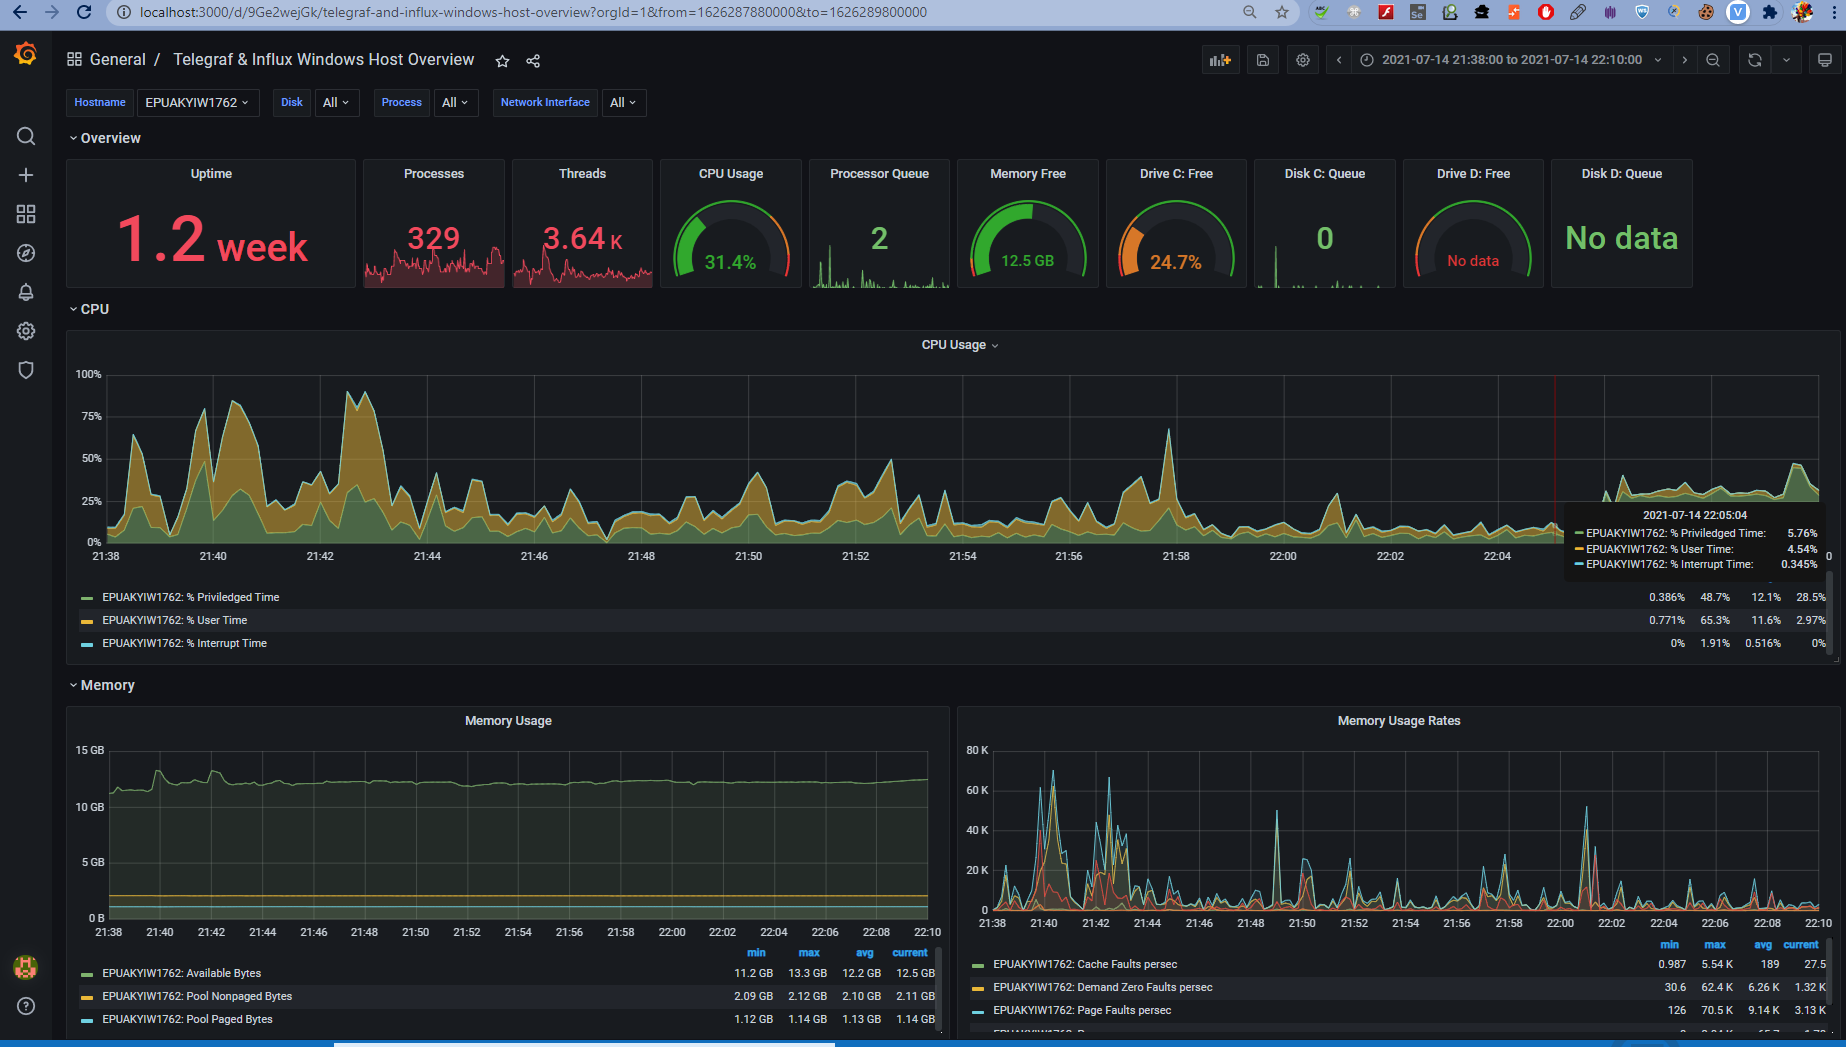 localhost:3000/d/9Ge2wejGk/telegraf-and-influx-windows-host-overview?orgId=1&from=1626287880000&to=1626289800000
General / Telegraf & Influx Windows Host Overview
2021-07-14 21:38:00 to 2021-07-14 22:10:00
Hostname EPUAKYIW1762 Disk All Process All Network Interface All
Overview
Uptime Processes Threads CPU Usage Processor Queue Memory Free Drive C: Free Disk C: Queue Drive D: Free Disk D: Queue
1.2 week 329 3.64 K 31.4% 2 12.5 GB 24.7% 0 No data No data
CPU
CPU Usage
100%
75%
50%
25%
0%
21:38 21:40 21:42 21:44 21:46 21:48 21:50 21:52 21:54 21:56 21:58 22:00 22:02 22:04 0
2021-07-14 22:05:04
EPUAKYIW1762: % Priviledged Time: 5.76%
EPUAKYIW1762: % User Time: 4.54%
EPUAKYIW1762: % Interrupt Time: 0.345%
EPUAKYIW1762: % Priviledged Time 0.386% 48.7% 12.1% 28.5%
EPUAKYIW1762: % User Time 0.771% 65.3% 11.6% 2.97%
EPUAKYIW1762: % Interrupt Time 0% 1.91% 0.516% 0%
Memory
Memory Usage
15 GB
10 GB
5 GB
0 B
21:38 21:40 21:42 21:44 21:46 21:48 21:50 21:52 21:54 21:56 21:58 22:00 22:02 22:04 22:06 22:08 22:10
min max avg current
EPUAKYIW1762: Available Bytes 11.2 GB 13.3 GB 12.2 GB 12.5 GB
EPUAKYIW1762: Pool Nonpaged Bytes 2.09 GB 2.12 GB 2.10 GB 2.11 GB
EPUAKYIW1762: Pool Paged Bytes 1.12 GB 1.14 GB 1.13 GB 1.14 GB
Memory Usage Rates
80 K
60 K
40 K
20 K
0
21:38 21:40 21:42 21:44 21:46 21:48 21:50 21:52 21:54 21:56 21:58 22:00 22:02 22:04 22:06 22:08 22:10
min max avg current
EPUAKYIW1762: Cache Faults persec 0.987 5.54 K 189 27.5
EPUAKYIW1762: Demand Zero Faults persec 30.6 62.4 K 6.26 K 1.32 K
EPUAKYIW1762: Page Faults persec 126 70.5 K 9.14 K 3.13 K